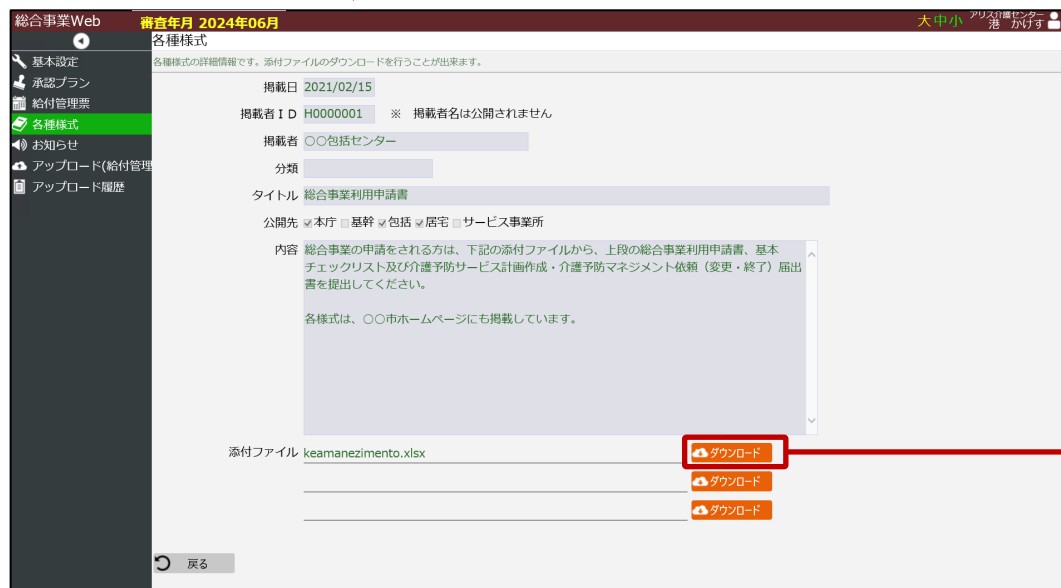 総合事業Web
審査年月 2024年06月
大 中 小
アリス介護センター
港 かけす
各種様式
基本設定
承認プラン
給付管理票
各種様式
お知らせ
アップロード(給付管理
アップロード履歴
各種様式の詳細情報です。添付ファイルのダウンロードを行うことが出来ます。
掲載日 2021/02/15
掲載者ＩＤ H0000001 ※ 掲載者名は公開されません
掲載者 〇〇包括センター
分類
タイトル 総合事業利用申請書
公開先 本庁 基幹 包括 居宅 サービス事業所
内容 総合事業の申請をされる方は、下記の添付ファイルから、上段の総合事業利用申請書、基本
チェックリスト及び介護予防サービス計画作成・介護予防マネジメント依頼（変更・終了）届出
書を提出してください。
各様式は、〇〇市ホームページにも掲載しています。
添付ファイル keamanezimento.xlsx ダウンロード
ダウンロード
ダウンロード
戻る